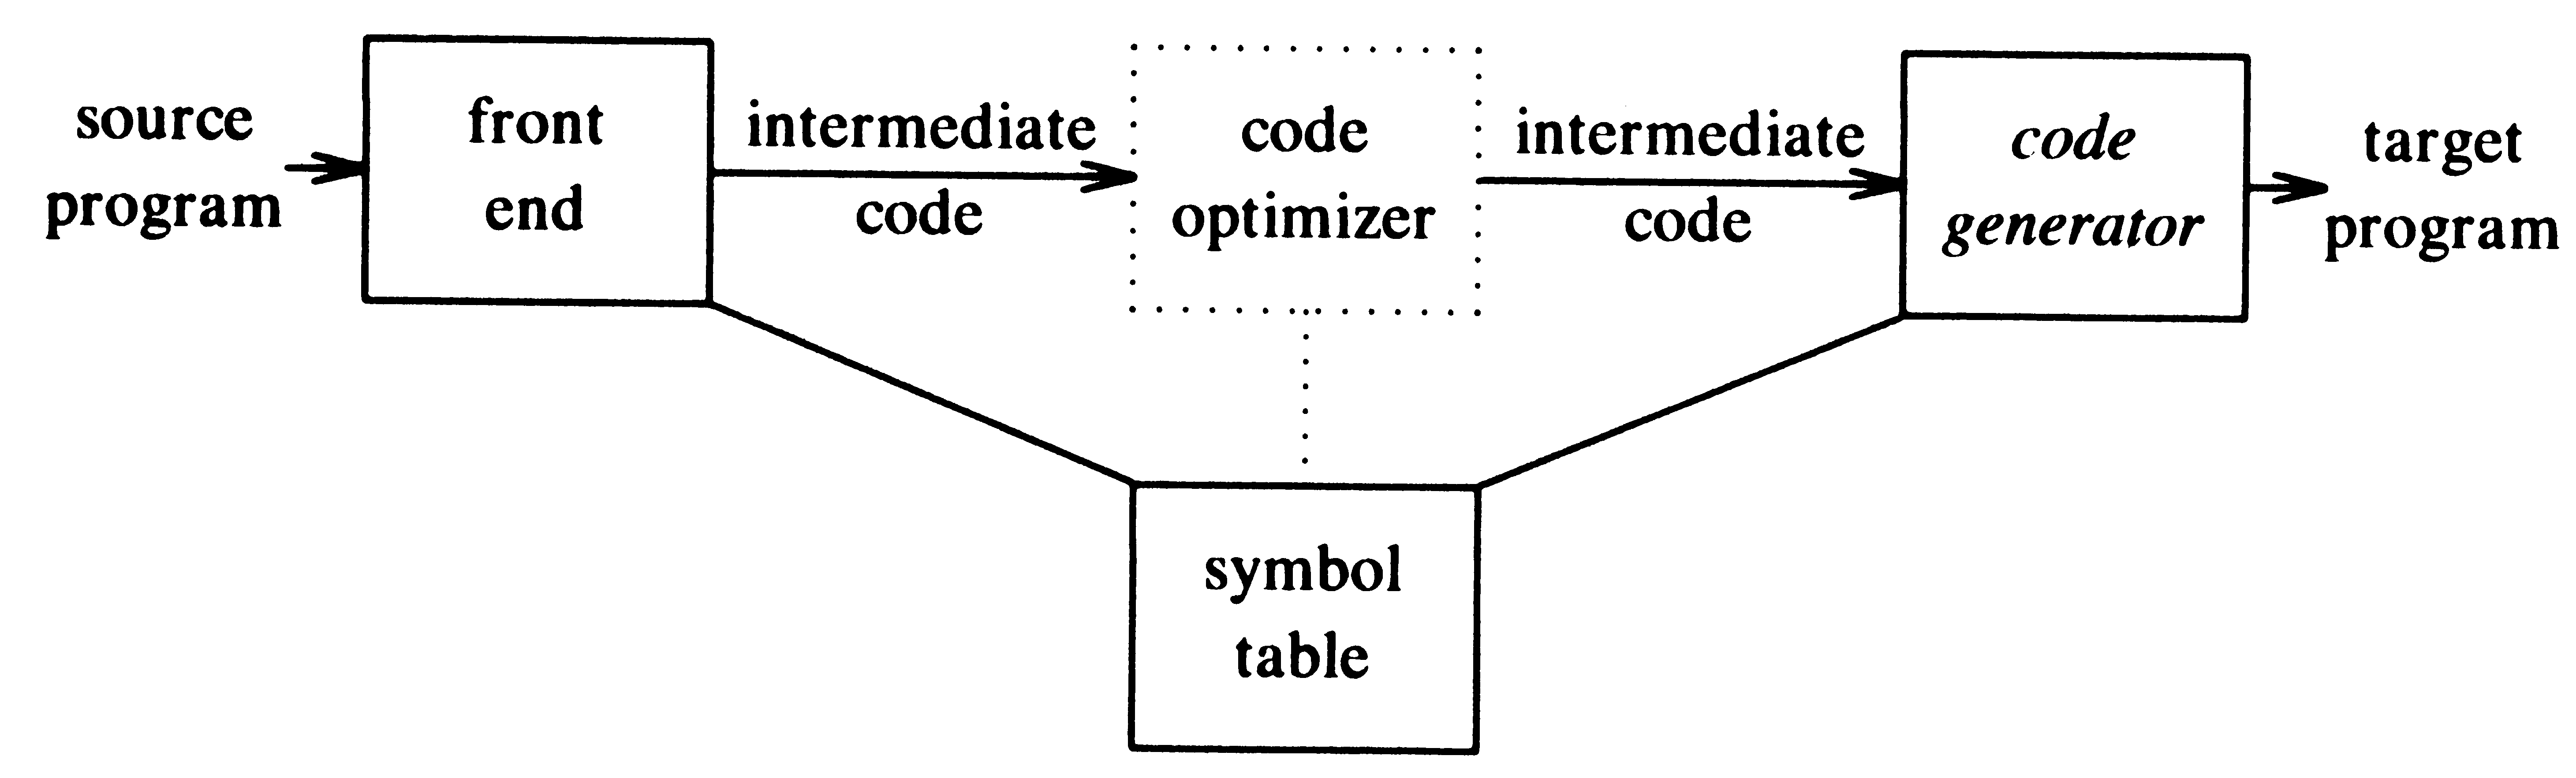 source
program
front
end
intermediate
code
code
optimizer
intermediate
code
code
generator
target
program
symbol
table